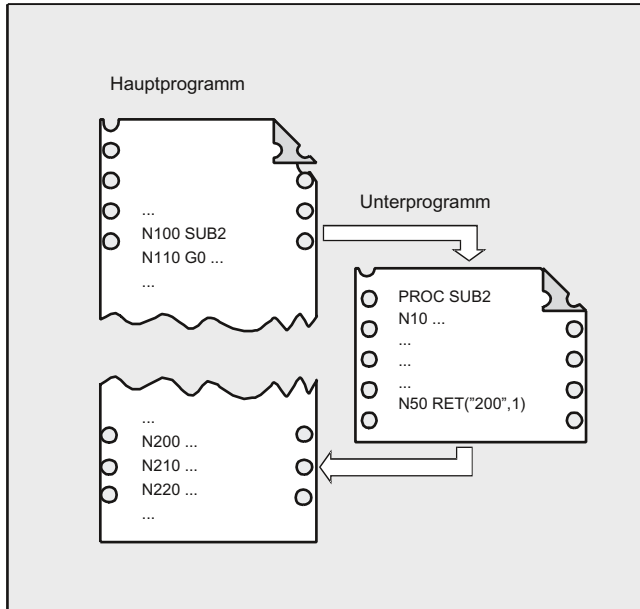 Hauptprogramm
...
N100 SUB2
N110 G0 ...
...
Unterprogramm
PROC SUB2
N10 ...
...
...
...
N50 RET("200",1)
...
N200 ...
N210 ...
N220 ...
...